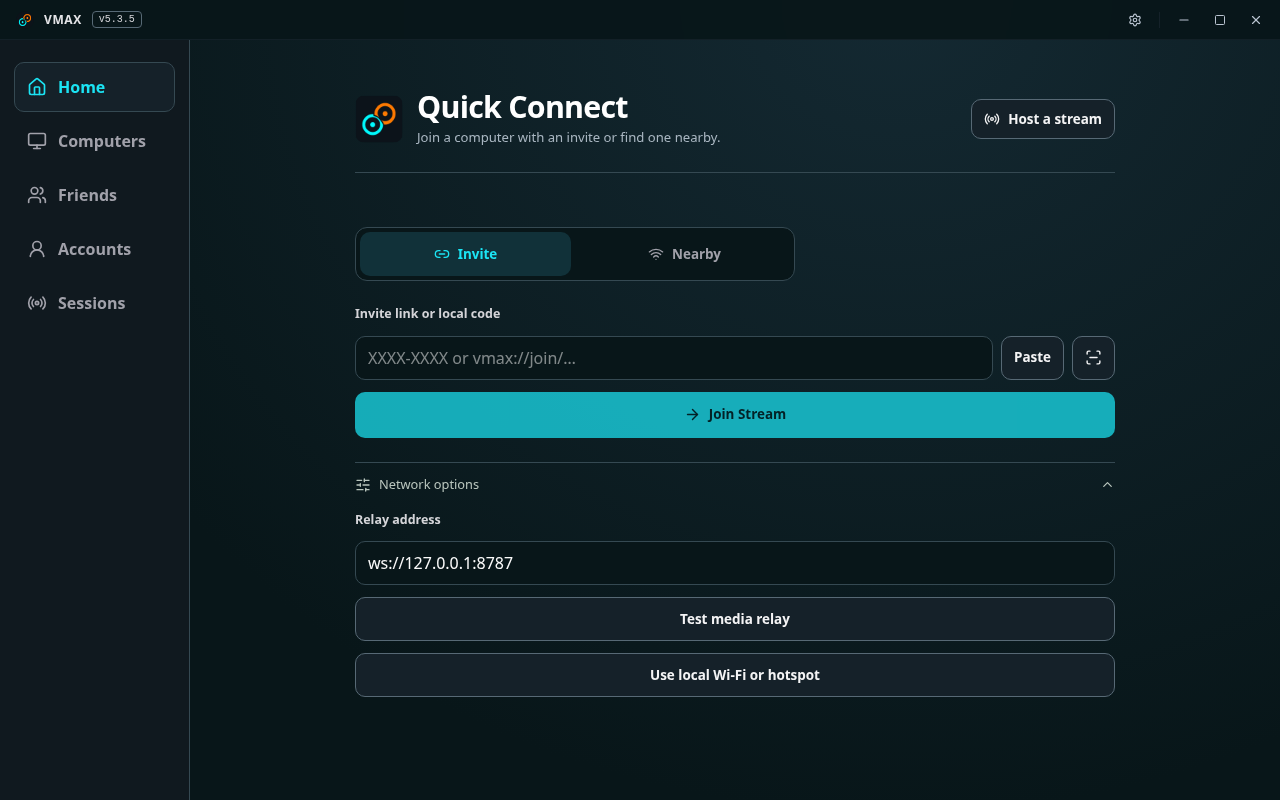 VMAX v5.3.5
Home
Computers
Friends
Accounts
Sessions
Quick Connect
Join a computer with an invite or find one nearby.
Host a stream
Invite
Nearby
Invite link or local code
XXXX-XXXX or vmax://join/...
Paste
Join Stream
Network options
Relay address
ws://127.0.0.1:8787
Test media relay
Use local Wi-Fi or hotspot